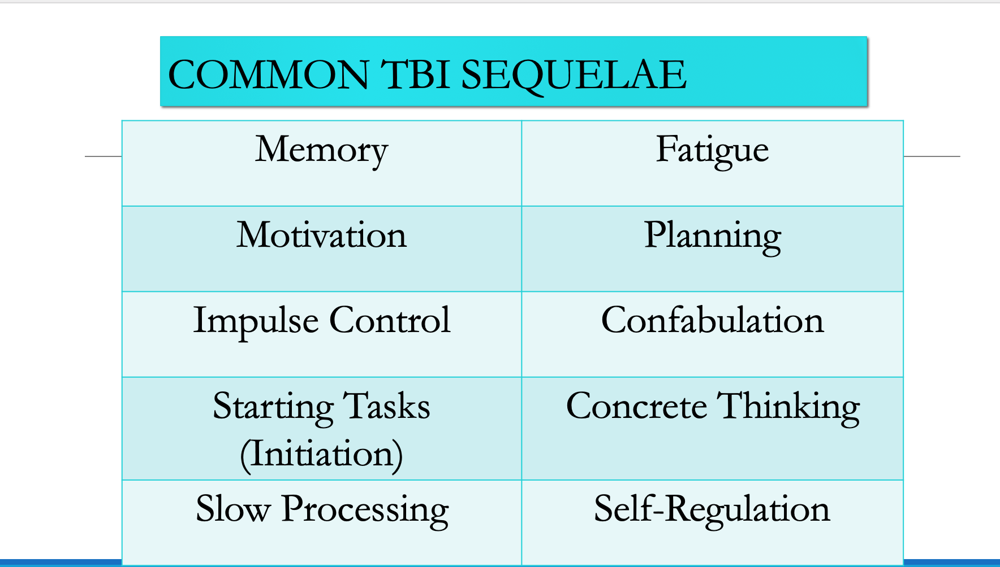 COMMON TBI SEQUELAE
Memory
Fatigue
Motivation
Planning
Impulse Control
Confabulation
Starting Tasks
(Initiation)
Concrete Thinking
Slow Processing
Self-Regulation